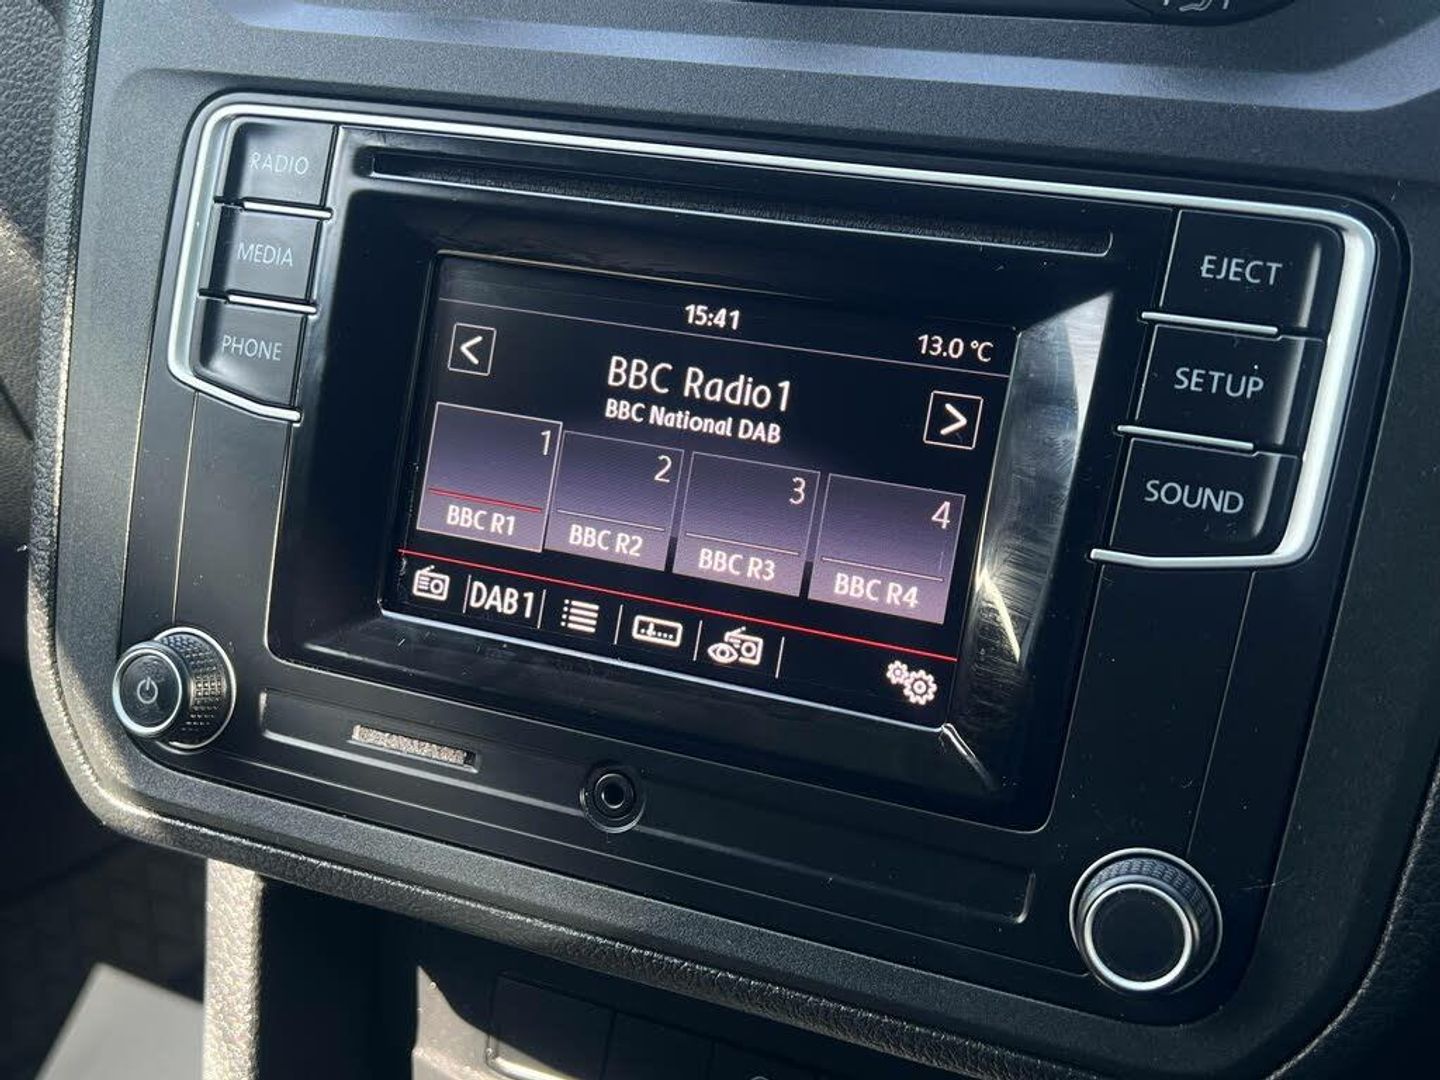 RADIO
MEDIA
PHONE
EJECT
SETUP
SOUND
15:41
13.0 °C
<
BBC Radio 1
BBC National DAB
>
1
BBC R1
2
BBC R2
3
BBC R3
4
BBC R4
DAB1